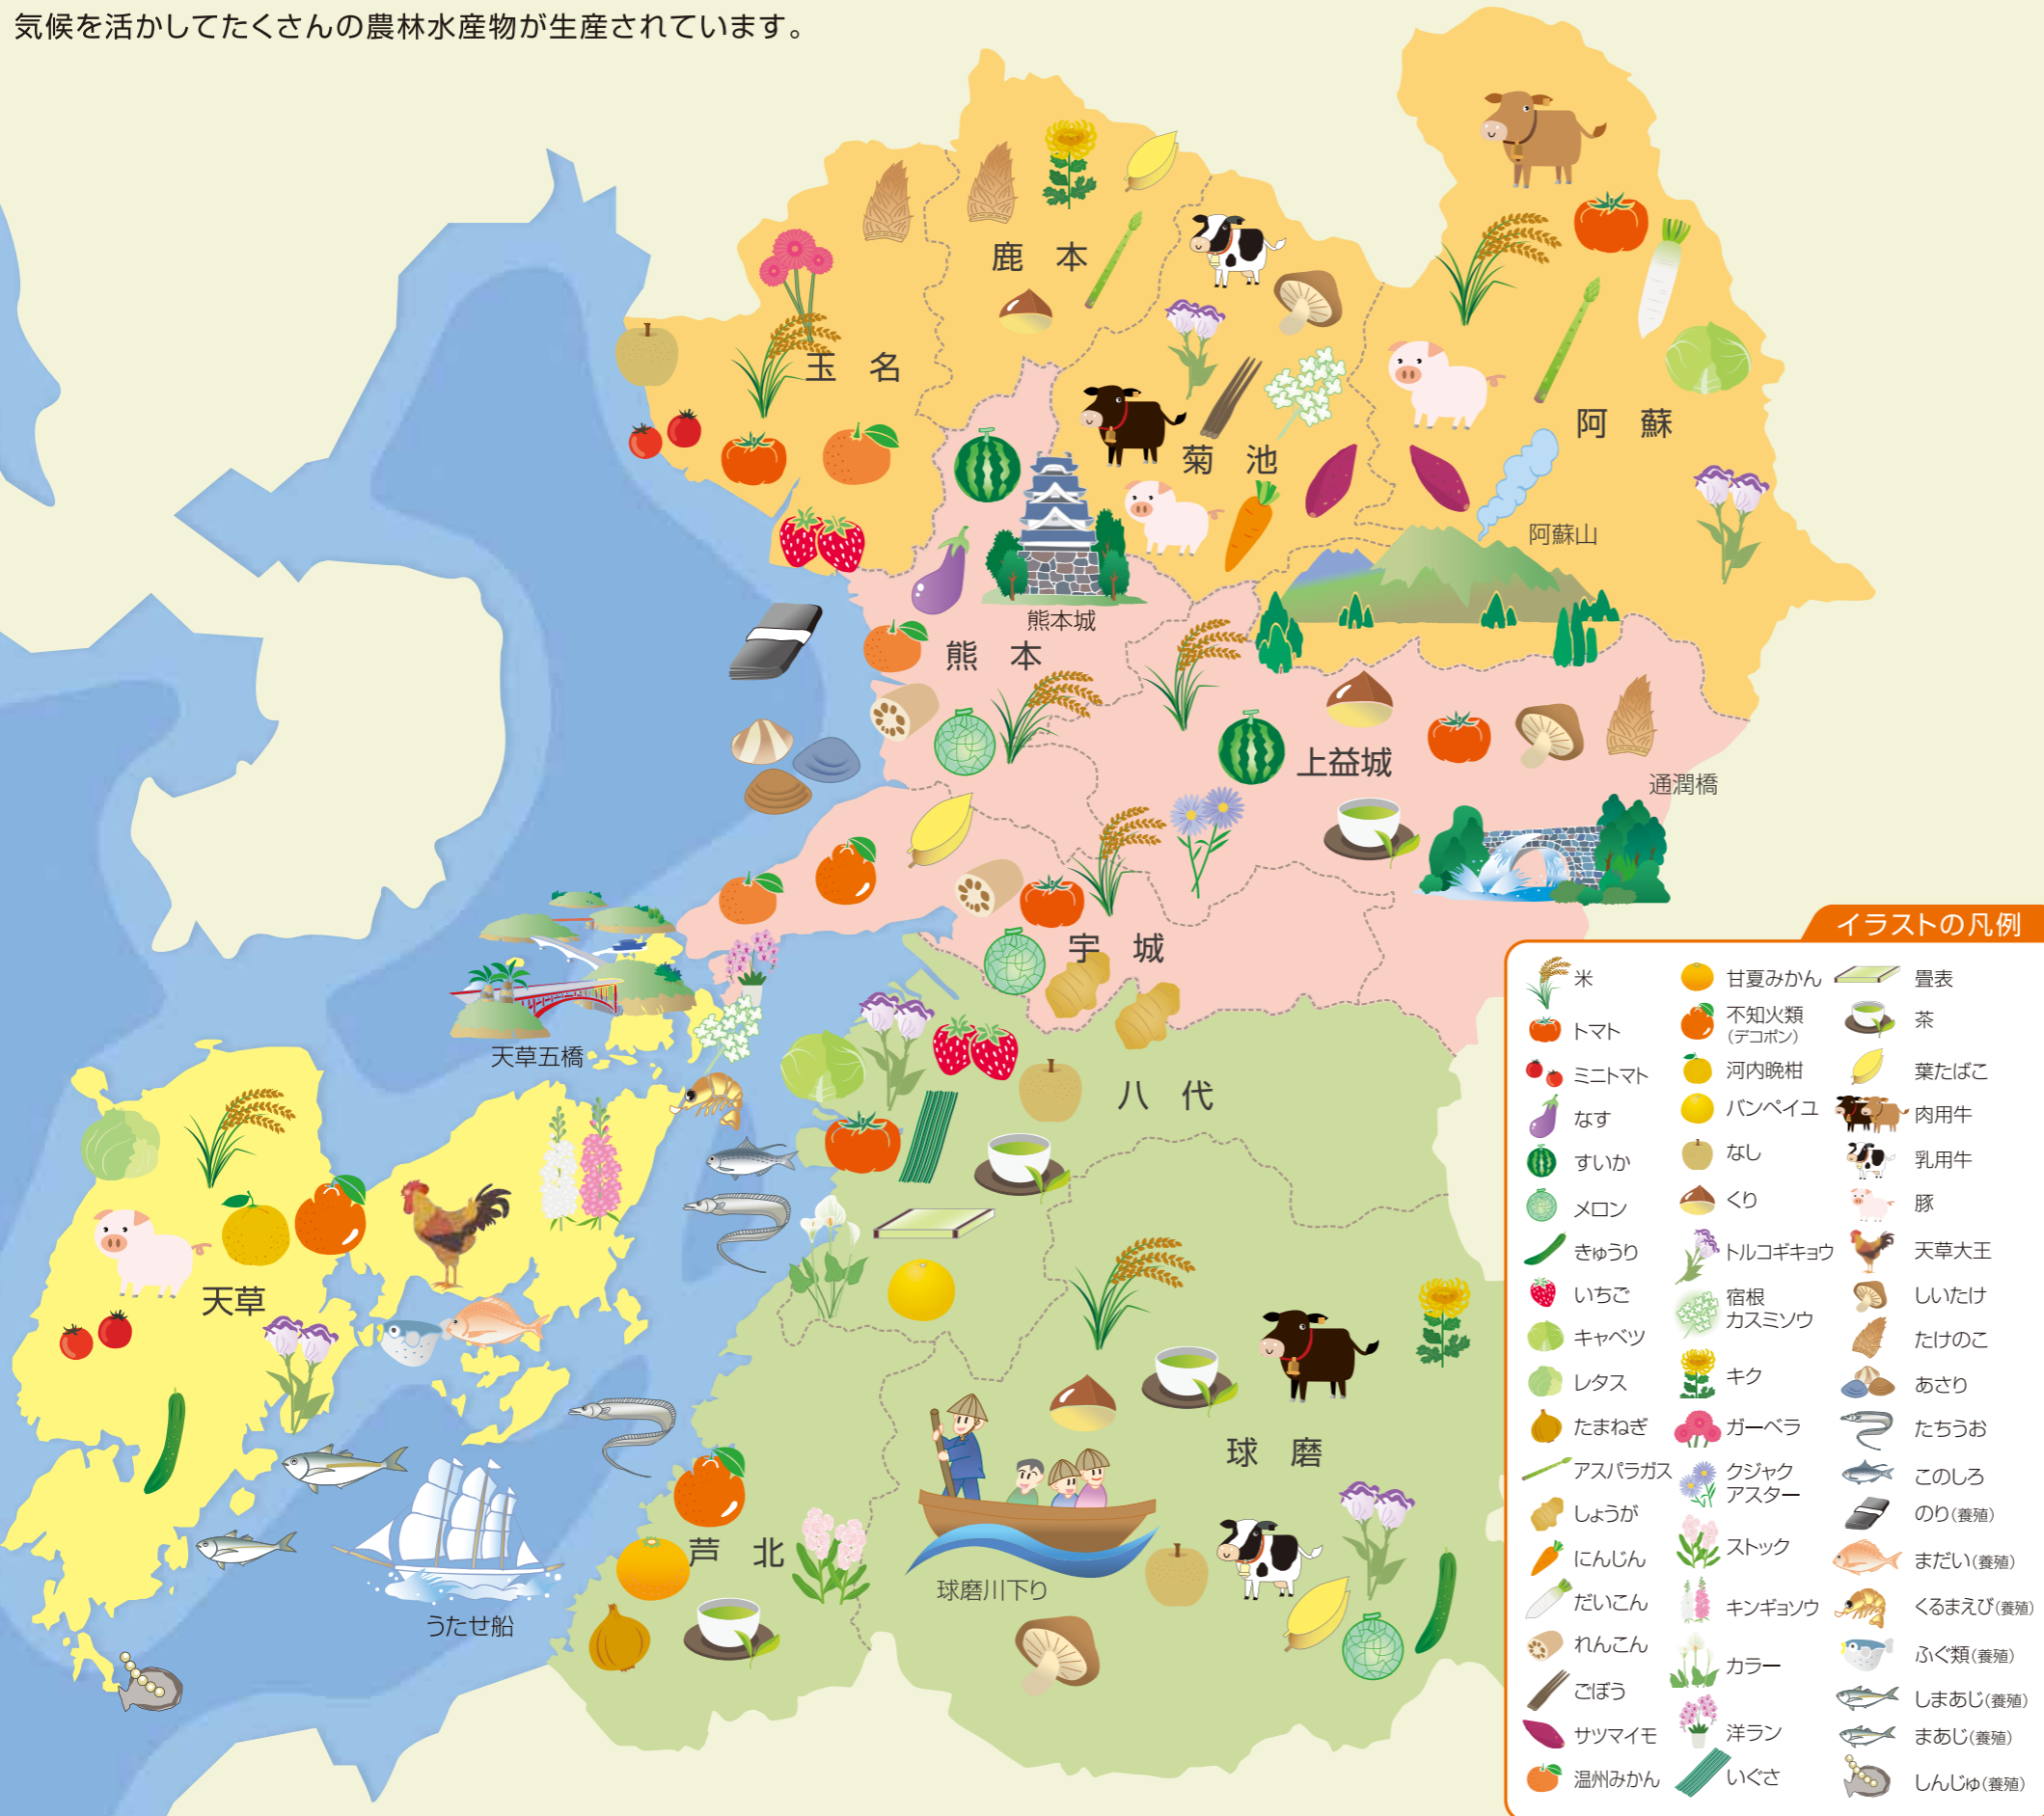 気候を活かしてたくさんの農林水産物が生産されています。
鹿 本
玉 名
阿 蘇
菊 池
阿蘇山
熊本城
熊 本
上益城
通潤橋
宇 城
天草五橋
八 代
天草
球 磨
芦 北
球磨川下り
うたせ船
イラストの凡例
米
トマト
ミニトマト
なす
すいか
メロン
きゅうり
いちご
キャベツ
レタス
たまねぎ
アスパラガス
しょうが
にんじん
だいこん
れんこん
ごぼう
サツマイモ
温州みかん
甘夏みかん
不知火類
(デコポン)
河内晩柑
バンペイユ
なし
くり
トルコギキョウ
宿根
カスミソウ
キク
ガーベラ
クジャク
アスター
ストック
キンギョソウ
カラー
洋ラン
いぐさ
畳表
茶
葉たばこ
肉用牛
乳用牛
豚
天草大王
しいたけ
たけのこ
あさり
たちうお
このしろ
のり(養殖)
まだい(養殖)
くるまえび(養殖)
ふぐ類(養殖)
しまあじ(養殖)
まあじ(養殖)
しんじゅ(養殖)